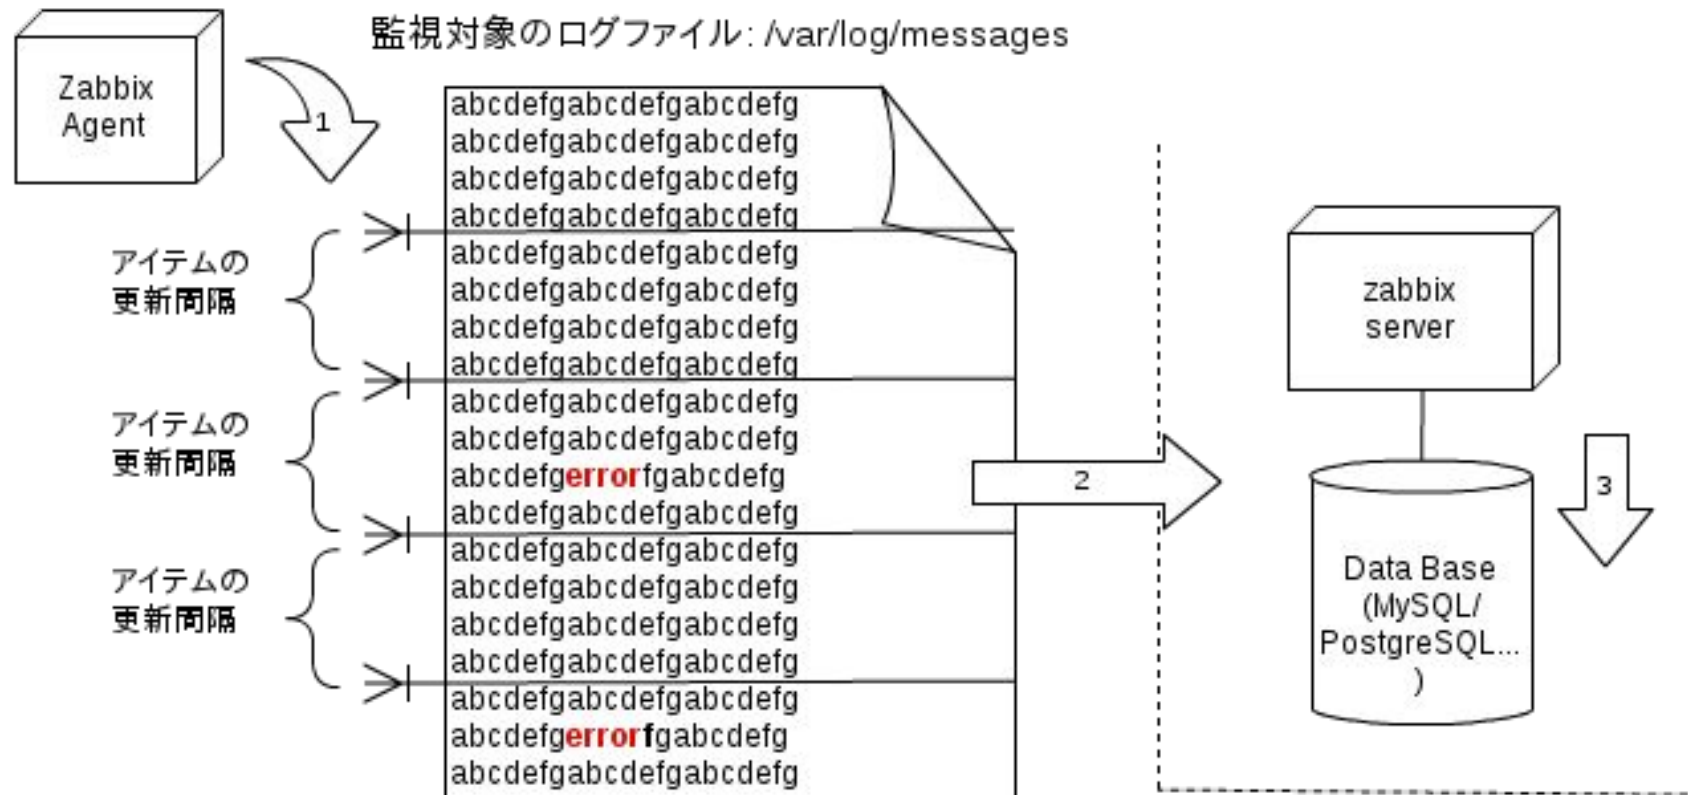 監視対象のログファイル: /var/log/messages
Zabbix
Agent
1
abcdefgabcdefgabcdefg
abcdefgabcdefgabcdefg
abcdefgabcdefgabcdefg
abcdefgabcdefgabcdefg
アイテムの
更新間隔
abcdefgabcdefgabcdefg
abcdefgabcdefgabcdefg
abcdefgabcdefgabcdefg
abcdefgabcdefgabcdefg
アイテムの
更新間隔
abcdefgabcdefgabcdefg
abcdefgabcdefgabcdefg
abcdefgerrorfgabcdefg
abcdefgabcdefgabcdefg
アイテムの
更新間隔
abcdefgabcdefgabcdefg
abcdefgabcdefgabcdefg
abcdefgabcdefgabcdefg
abcdefgabcdefgabcdefg
abcdefgabcdefgabcdefg
abcdefgerrorfgabcdefg
abcdefgabcdefgabcdefg
2
zabbix
server
3
Data Base
(MySQL/
PostgreSQL...
)